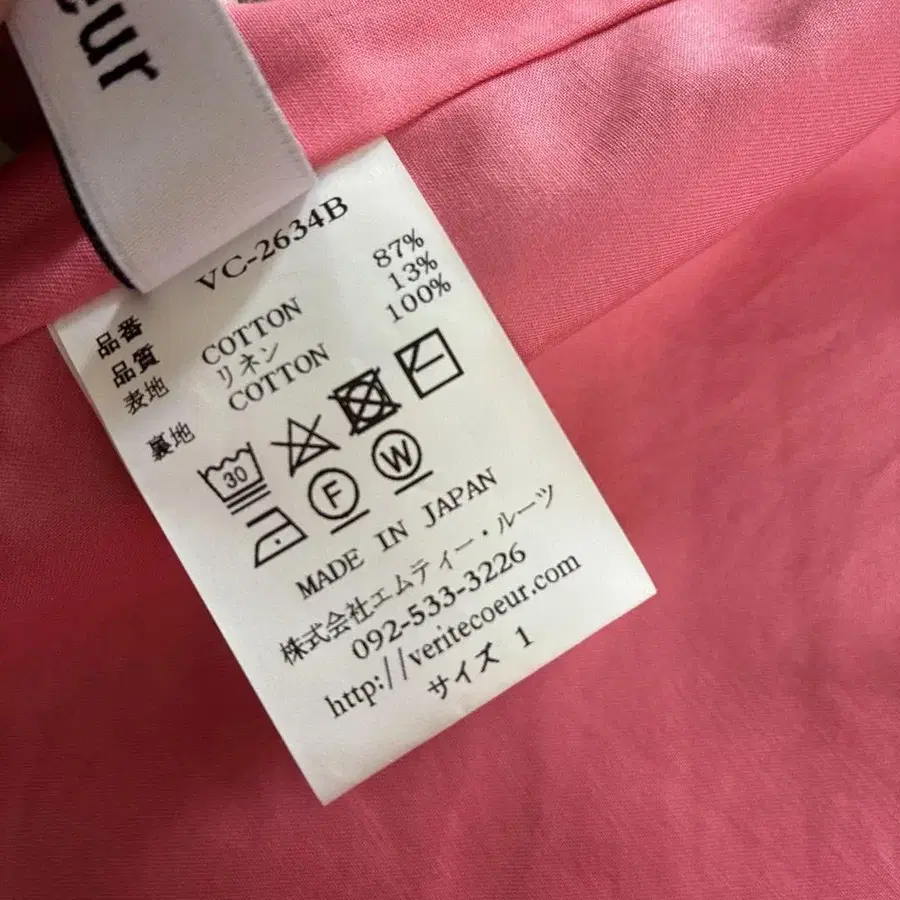 eur
品番 VC-2634B
品質
表地 COTTON 87%
リネン 13%
裏地 COTTON 100%
30
F W
MADE IN JAPAN
株式会社エムティー・ルーツ
092-533-3226
http://veritecoeur.com
サイズ 1